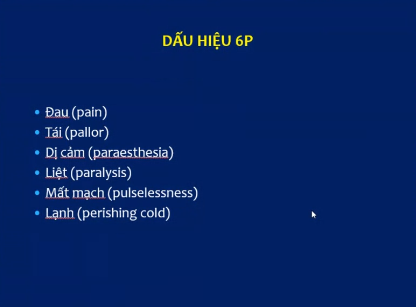 DẤU HIỆU 6P
• Đau (pain)
• Tái (pallor)
• Dị cảm (paraesthesia)
• Liệt (paralysis)
• Mất mạch (pulselessness)
• Lạnh (perishing cold)